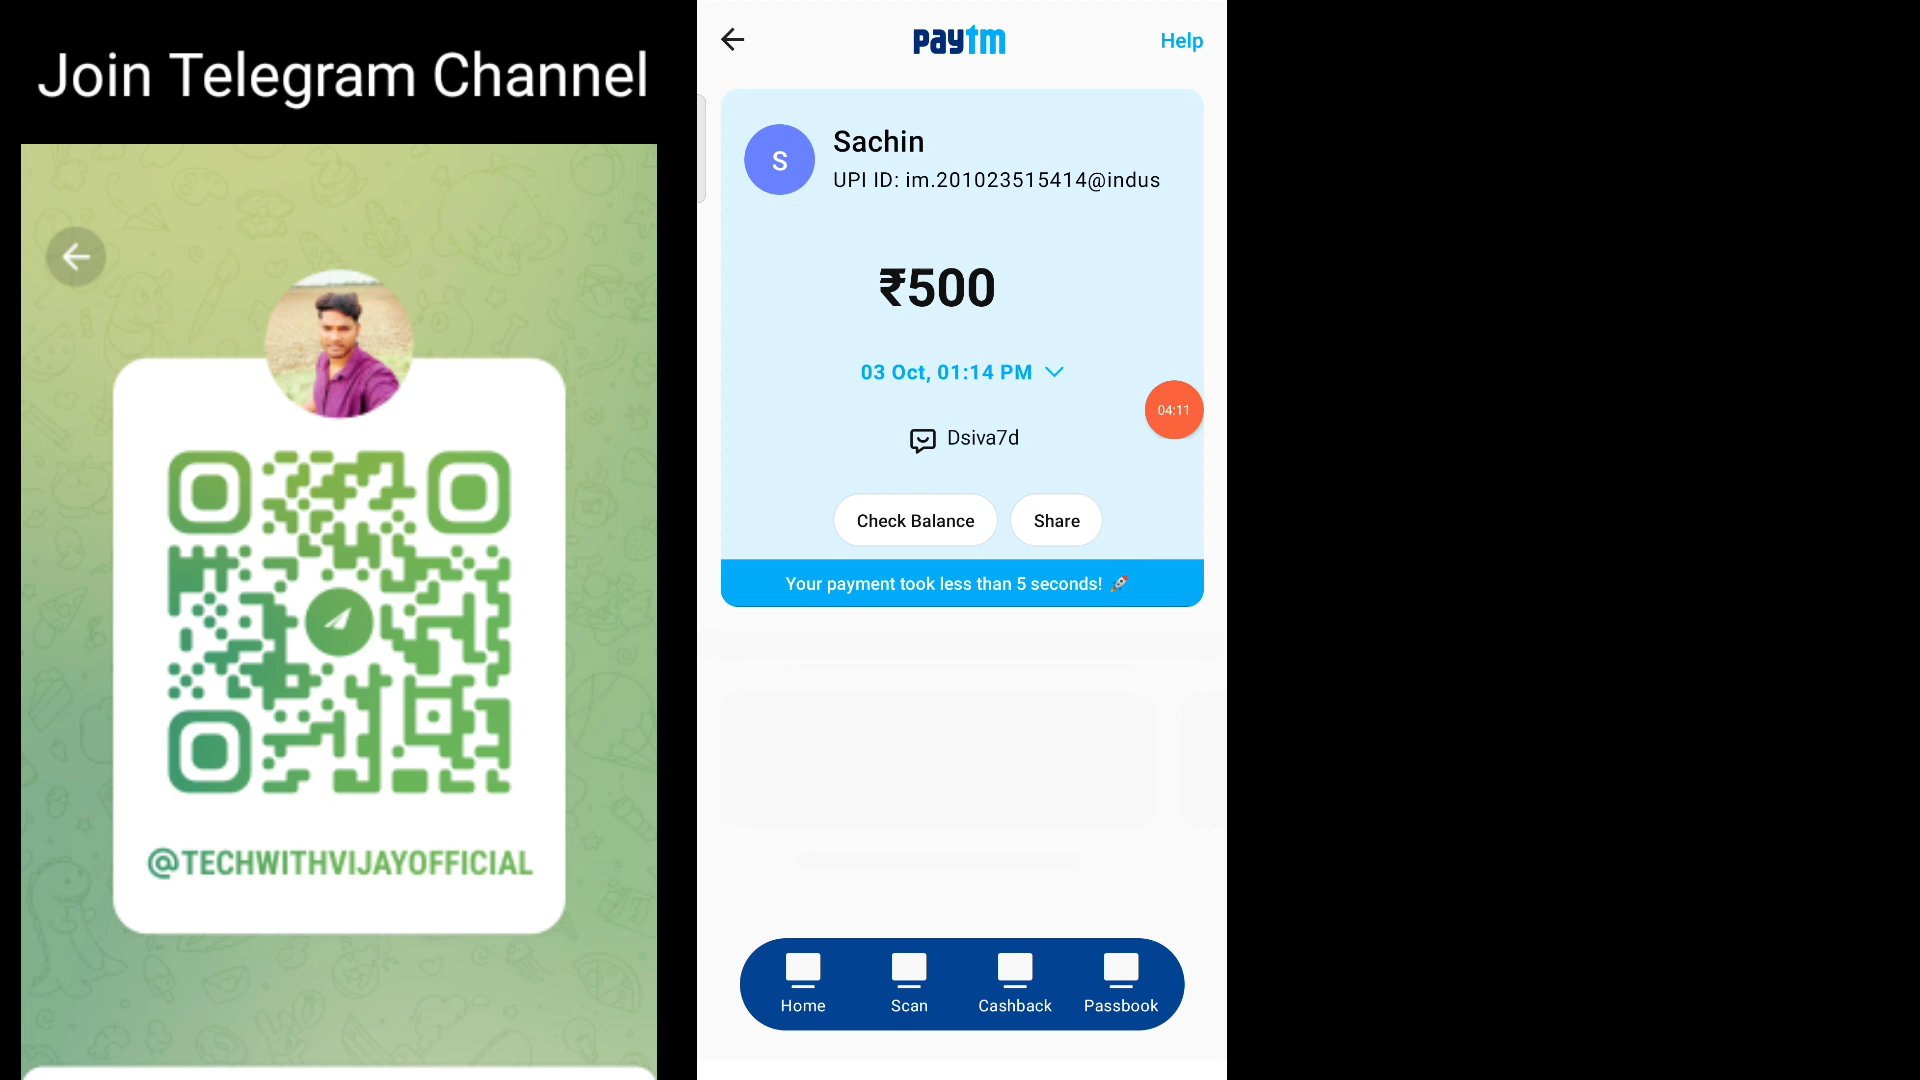 Join Telegram Channel
@TECHWITHVIJAYOFFICIAL
paytm
Help
S
Sachin
UPI ID: im.201023515414@indus
₹500
03 Oct, 01:14 PM
04:11
Dsiva7d
Check Balance
Share
Your payment took less than 5 seconds! 🚀
Home
Scan
Cashback
Passbook